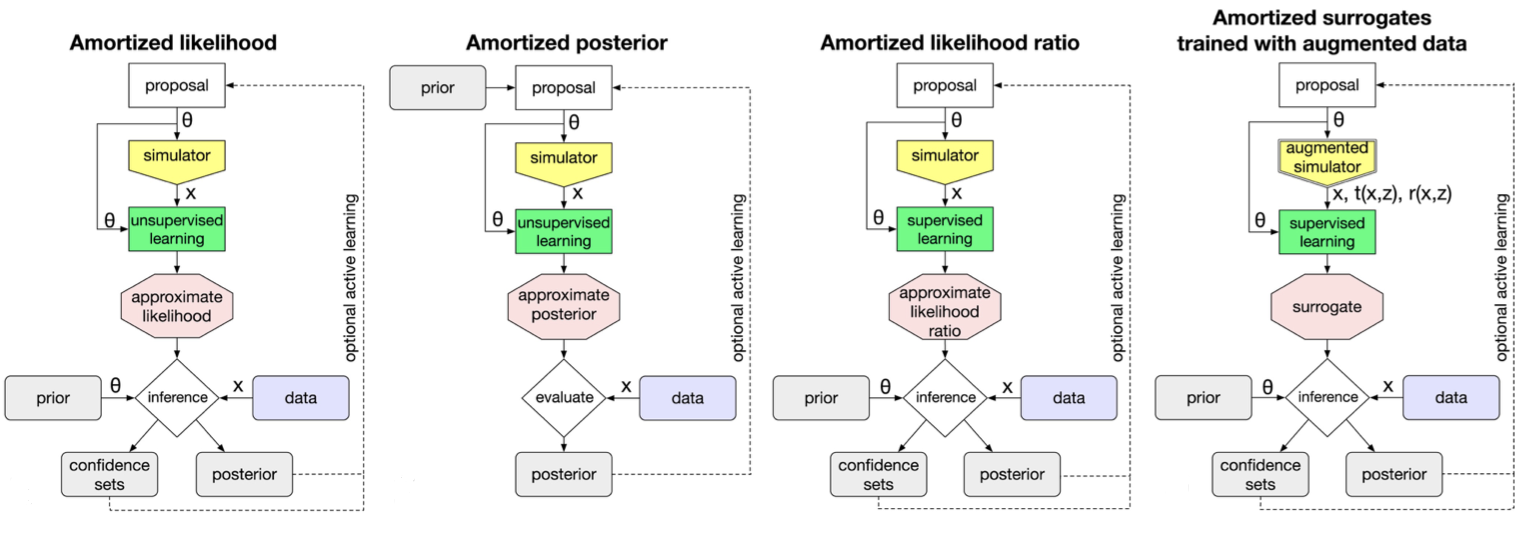 Amortized likelihood
proposal
θ
simulator
x
θ
unsupervised
learning
approximate
likelihood
prior
θ
inference
x
data
confidence
sets
posterior
optional active learning
Amortized posterior
prior
proposal
θ
simulator
x
θ
unsupervised
learning
approximate
posterior
evaluate
x
data
posterior
optional active learning
Amortized likelihood ratio
proposal
θ
simulator
x
θ
supervised
learning
approximate
likelihood
ratio
prior
θ
inference
x
data
confidence
sets
posterior
optional active learning
Amortized surrogates
trained with augmented data
proposal
θ
augmented
simulator
x, t(x,z), r(x,z)
θ
supervised
learning
surrogate
prior
θ
inference
x
data
confidence
sets
posterior
optional active learning